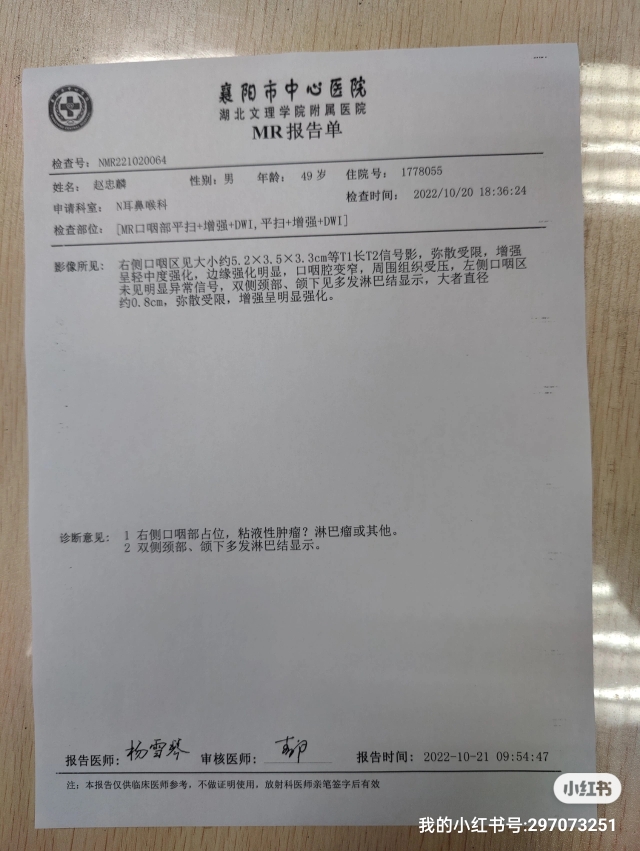 襄阳市中心医院
湖北文理学院附属医院
MR报告单
检查号: NMR221020064
姓名: 赵忠麟 性别: 男 年龄: 49岁 住院号: 1778055
申请科室: N耳鼻喉科 检查时间: 2022/10/20 18:36:24
检查部位: [MR口咽部平扫+增强+DWI,平扫+增强+DWI]
影像所见: 右侧口咽区见大小约5.2×3.5×3.3cm等T1长T2信号影，弥散受限，增强
呈轻中度强化，边缘强化明显，口咽腔变窄，周围组织受压，左侧口咽区
未见明显异常信号，双侧颈部、颌下见多发淋巴结显示，大者直径
约0.8cm，弥散受限，增强呈明显强化。
诊断意见: 1 右侧口咽部占位，粘液性肿瘤？淋巴瘤或其他。
2 双侧颈部、颌下多发淋巴结显示。
报告医师: 杨雪琴 审核医师: 报告时间: 2022-10-21 09:54:47
注: 本报告仅供临床医师参考，不做证明使用，放射科医师亲笔签字后有效
小红书
我的小红书号:297073251